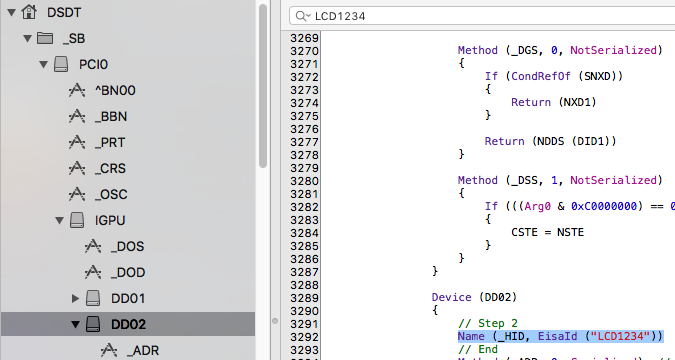 DSDT
_SB
PCI0
^BN00
_BBN
_PRT
_CRS
_OSC
IGPU
_DOS
_DOD
DD01
DD02
_ADR
LCD1234
3269
3270 Method (_DGS, 0, NotSerialized)
3271 {
3272 If (CondRefOf (SNXD))
3273 {
3274 Return (NXD1)
3275 }
3276
3277 Return (NDDS (DID1))
3278 }
3279
3280 Method (_DSS, 1, NotSerialized)
3281 {
3282 If (((Arg0 & 0xC0000000) == 0
3283 {
3284 CSTE = NSTE
3285 }
3286 }
3287 }
3288
3289 Device (DD02)
3290 {
3291 // Step 2
3292 Name (_HID, EisaId ("LCD1234"))
3293 // End